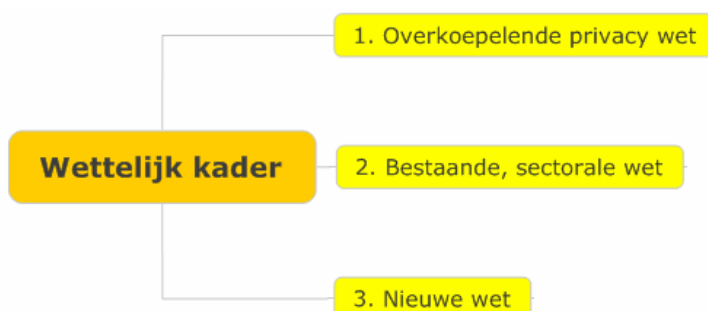 1. Overkoepelende privacy wet
Wettelijk kader
2. Bestaande, sectorale wet
3. Nieuwe wet